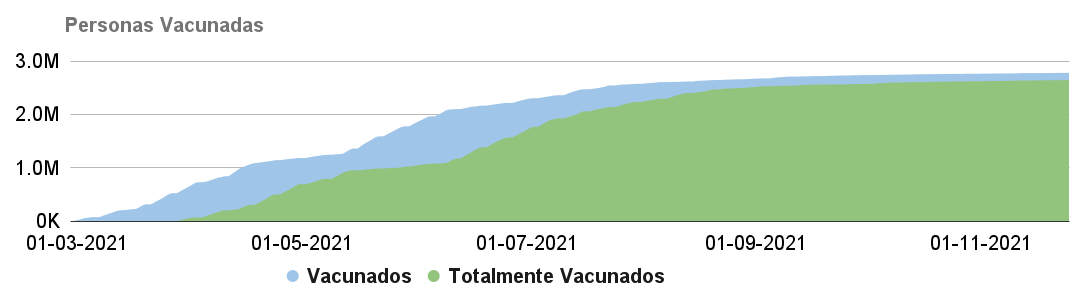 Personas Vacunadas
3.0M
2.0M
1.0M
0K
01-03-2021 01-05-2021 01-07-2021 01-09-2021 01-11-2021
Vacunados Totalmente Vacunados